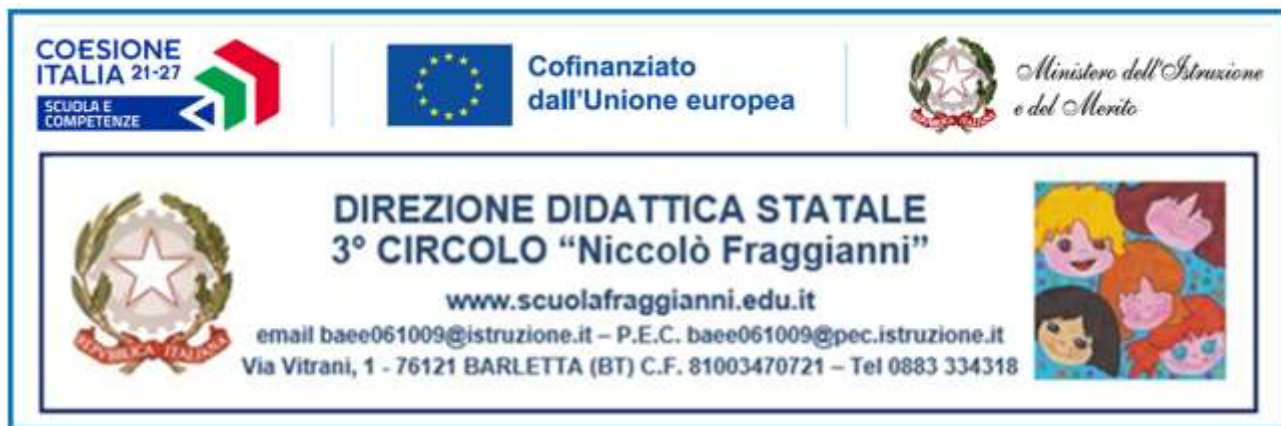 COESIONE
ITALIA 21-27
SCUOLA E
COMPETENZE
Cofinanziato
dall'Unione europea
Ministero dell'Istruzione
e del Merito
REPVBBLICA ITALIANA
DIREZIONE DIDATTICA STATALE
3° CIRCOLO “Niccolò Fraggianni”
www.scuolafraggianni.edu.it
email baee061009@istruzione.it – P.E.C. baee061009@pec.istruzione.it
Via Vitrani, 1 - 76121 BARLETTA (BT) C.F. 81003470721 – Tel 0883 334318